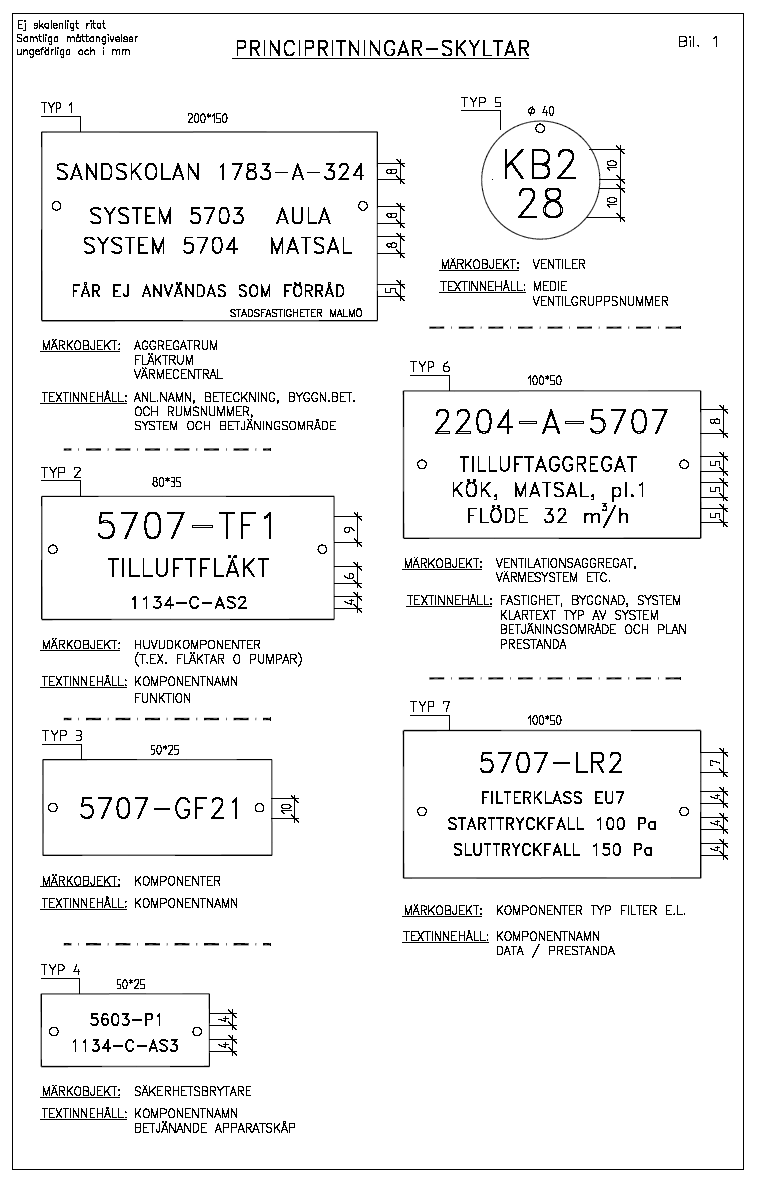 Ej skalenligt ritat
Samtliga måttangivelser
ungefärliga och i mm
PRINCIPRITNINGAR-SKYLTAR
Bil. 1
TYP 1
200*150
SANDSKOLAN 1783-A-324
8
SYSTEM 5703 AULA
8
SYSTEM 5704 MATSAL
8
FÅR EJ ANVÄNDAS SOM FÖRRÅD
5
STADSFASTIGHETER MALMÖ
MÄRKOBJEKT: AGGREGATRUM
FLÄKTRUM
VÄRMECENTRAL
TEXTINNEHÅLL: ANL.NAMN, BETECKNING, BYGGN.BET.
OCH RUMSNUMMER,
SYSTEM OCH BETJÄNINGSOMRÅDE
TYP 2
80*35
5707-TF1
9
TILLUFTFLÄKT
6
1134-C-AS2
4
MÄRKOBJEKT: HUVUDKOMPONENTER
(T.EX. FLÄKTAR O PUMPAR)
TEXTINNEHÅLL: KOMPONENTNAMN
FUNKTION
TYP 3
50*25
5707-GF21
10
MÄRKOBJEKT: KOMPONENTER
TEXTINNEHÅLL: KOMPONENTNAMN
TYP 4
50*25
5603-P1
4
1134-C-AS3
4
MÄRKOBJEKT: SÄKERHETSBRYTARE
TEXTINNEHÅLL: KOMPONENTNAMN
BETJÄNANDE APPARATSKÅP
TYP 5
ϕ 40
KB2
10
28
10
MÄRKOBJEKT: VENTILER
TEXTINNEHÅLL: MEDIE
VENTILGRUPPSNUMMER
TYP 6
100*50
2204-A-5707
8
TILLUFTAGGREGAT
5
KÖK, MATSAL, pl.1
5
FLÖDE 32 m³/h
5
MÄRKOBJEKT: VENTILATIONSAGGREGAT,
VÄRMESYSTEM ETC.
TEXTINNEHÅLL: FASTIGHET, BYGGNAD, SYSTEM
KLARTEXT TYP AV SYSTEM
BETJÄNINGSOMRÅDE OCH PLAN
PRESTANDA
TYP 7
100*50
5707-LR2
7
FILTERKLASS EU7
4
STARTTRYCKFALL 100 Pa
4
SLUTTRYCKFALL 150 Pa
4
MÄRKOBJEKT: KOMPONENTER TYP FILTER E.L.
TEXTINNEHÅLL: KOMPONENTNAMN
DATA / PRESTANDA